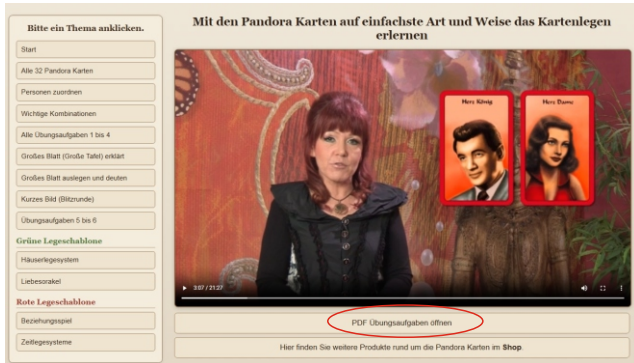 Bitte ein Thema anklicken.
Start
Alle 32 Pandora Karten
Personen zuordnen
Wichtige Kombinationen
Alle Übungsaufgaben 1 bis 4
Großes Blatt (Große Tafel) erklärt
Großes Blatt auslegen und deuten
Kurzes Bild (Blitzrunde)
Übungsaufgaben 5 bis 6
Grüne Legeschablone
Häuserlegesystem
Liebesorakel
Rote Legeschablone
Beziehungsspiel
Zeitlegesysteme
Mit den Pandora Karten auf einfachste Art und Weise das Kartenlegen
erlernen
Herz König
Herz Dame
3:07 / 21:27
PDF Übungsaufgaben öffnen
Hier finden Sie weitere Produkte rund um die Pandora Karten im Shop.